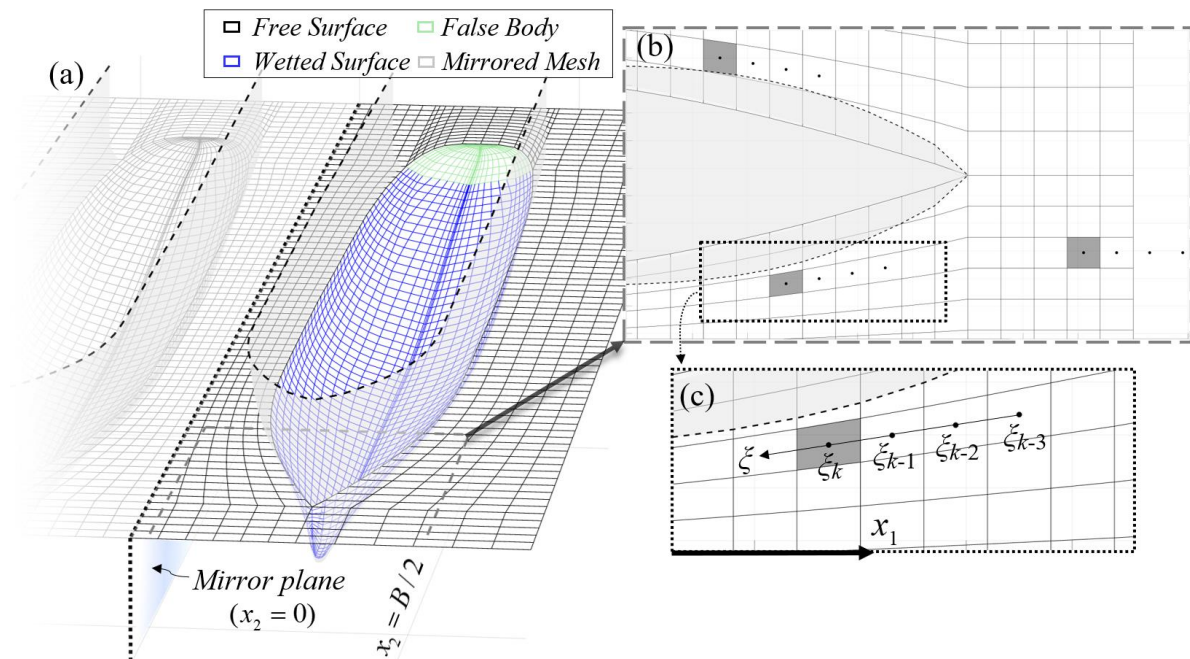 Free Surface False Body
Wetted Surface Mirrored Mesh
(a)
(b)
(c)
ξ
ξk
ξk-1
ξk-2
ξk-3
x1
Mirror plane
(x2 = 0)
x2 = B/2